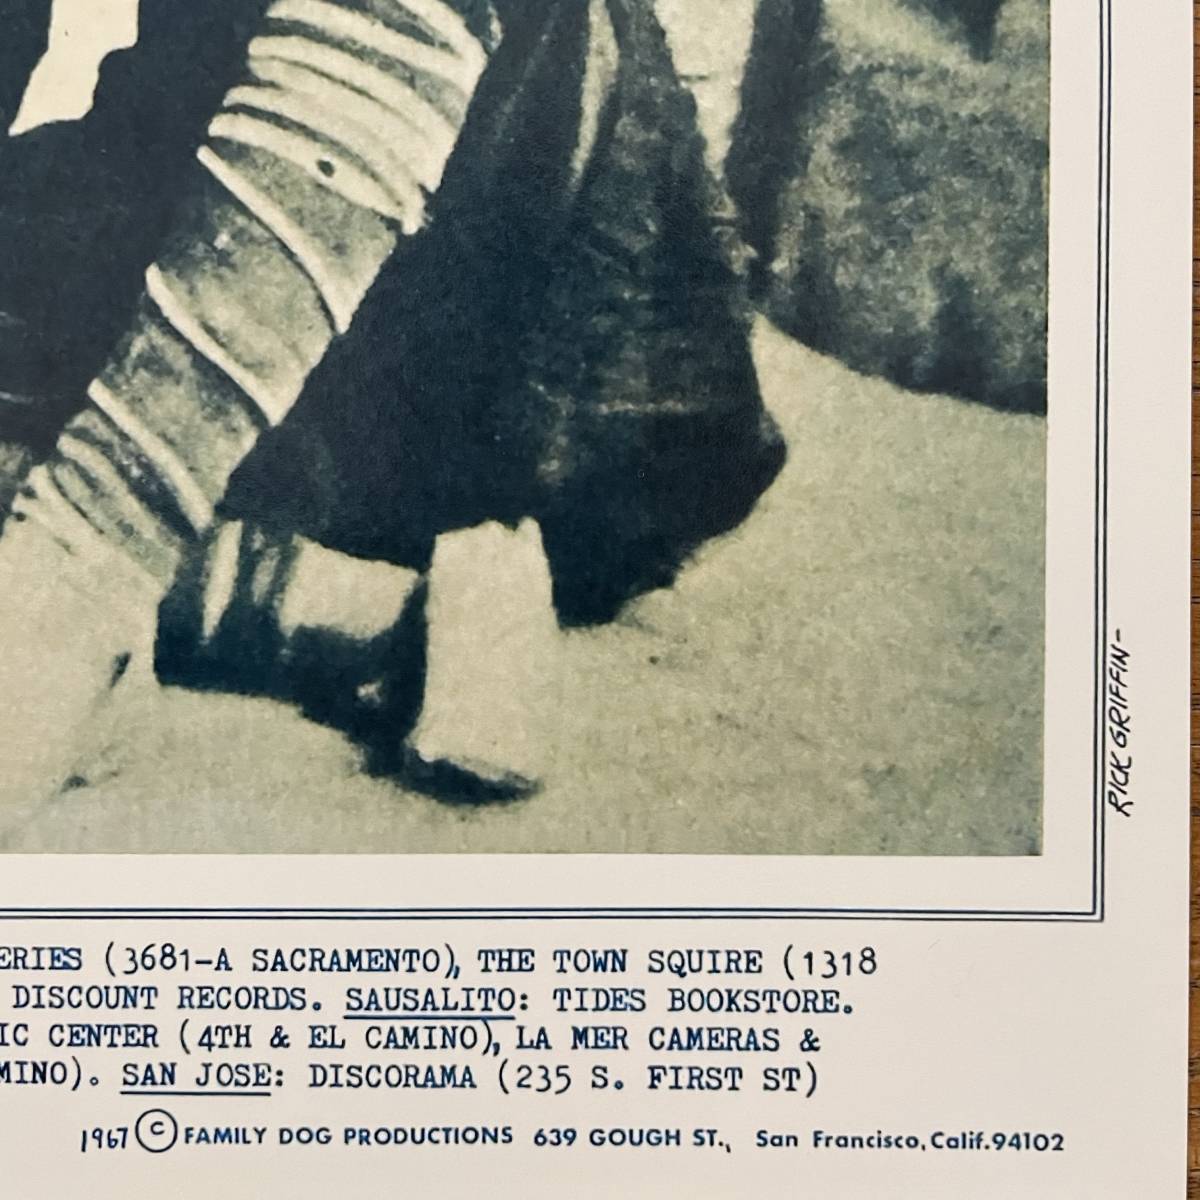 ERIES (3681-A SACRAMENTO), THE TOWN SQUIRE (1318
DISCOUNT RECORDS. SAUSALITO: TIDES BOOKSTORE.
IC CENTER (4TH & EL CAMINO), LA MER CAMERAS &
MINO). SAN JOSE: DISCORAMA (235 S. FIRST ST)
1967 © FAMILY DOG PRODUCTIONS 639 GOUGH ST., San Francisco, Calif. 94102
RICK GRIFFIN-